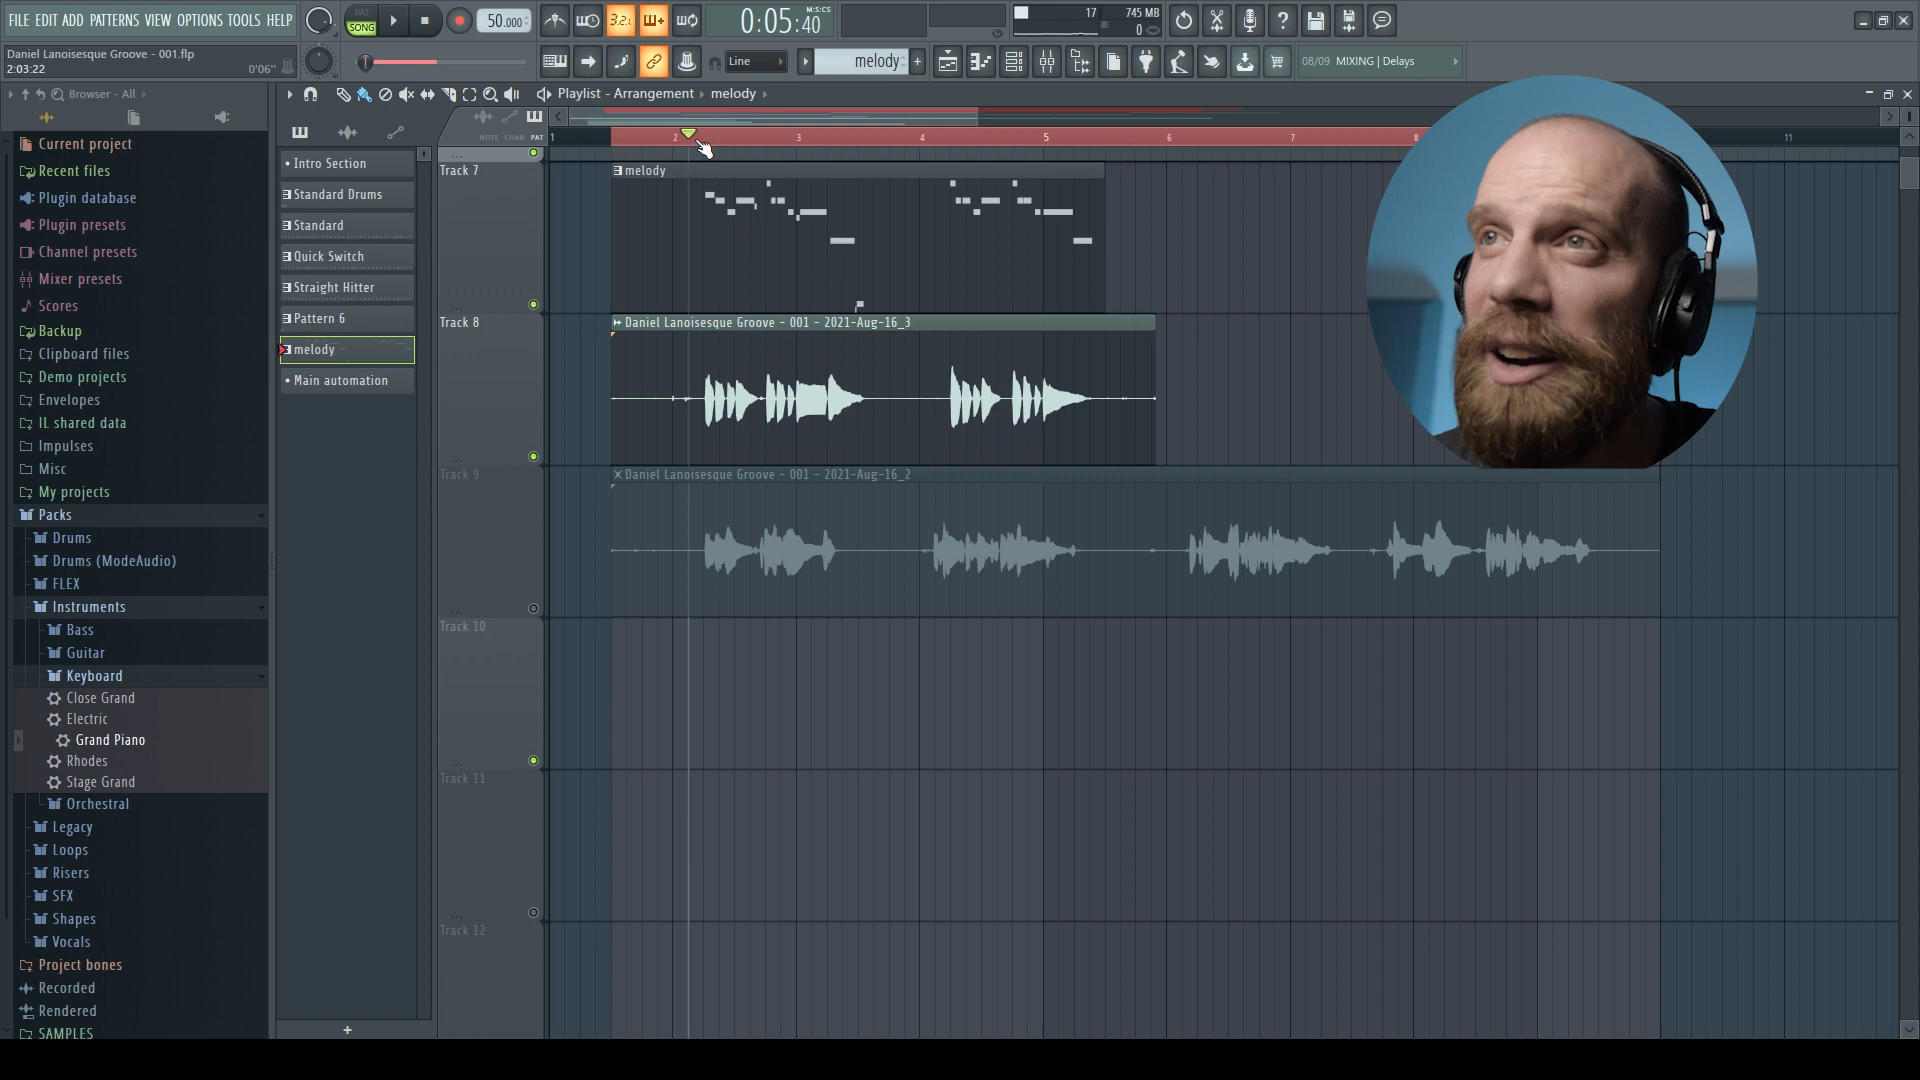 FILE EDIT ADD PATTERNS VIEW OPTIONS TOOLS HELP
PAT
SONG
50.000
3.2.
0:05:40
M:S:CS
17
745 MB
0
Daniel Lanoisesque Groove - 001.flp
2:03:22
0'06"
Line
melody
08/09 MIXING | Delays
Browser - All
Playlist - Arrangement
melody
NOTE CHAN PAT
1 2 3 4 5 6 7 8 11
Current project
Recent files
Plugin database
Plugin presets
Channel presets
Mixer presets
Scores
Backup
Clipboard files
Demo projects
Envelopes
IL shared data
Impulses
Misc
My projects
Packs
Drums
Drums (ModeAudio)
FLEX
Instruments
Bass
Guitar
Keyboard
Close Grand
Electric
Grand Piano
Rhodes
Stage Grand
Orchestral
Legacy
Loops
Risers
SFX
Shapes
Vocals
Project bones
Recorded
Rendered
SAMPLES
Intro Section
Standard Drums
Standard
Quick Switch
Straight Hitter
Pattern 6
melody
Main automation
+
Track 7
melody
Track 8
Daniel Lanoisesque Groove - 001 - 2021-Aug-16_3
Track 9
Daniel Lanoisesque Groove - 001 - 2021-Aug-16_2
Track 10
Track 11
Track 12